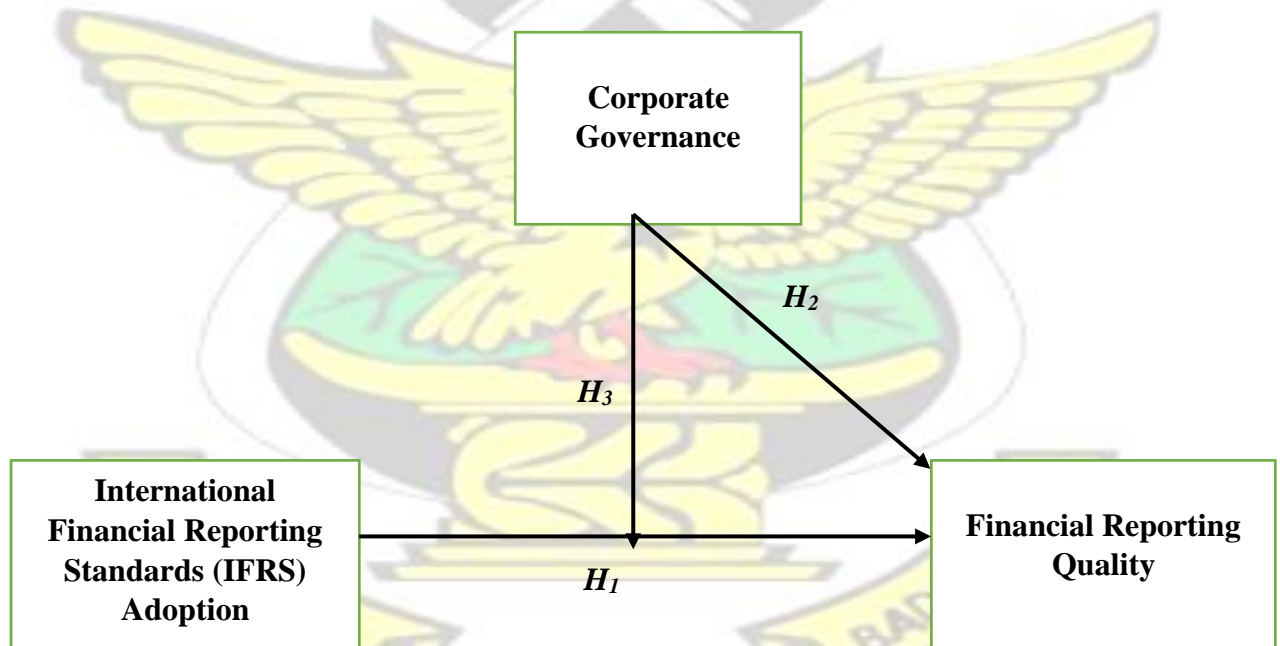 Corporate
Governance
H2
H3
International
Financial Reporting
Standards (IFRS)
Adoption
Financial Reporting
Quality
H1